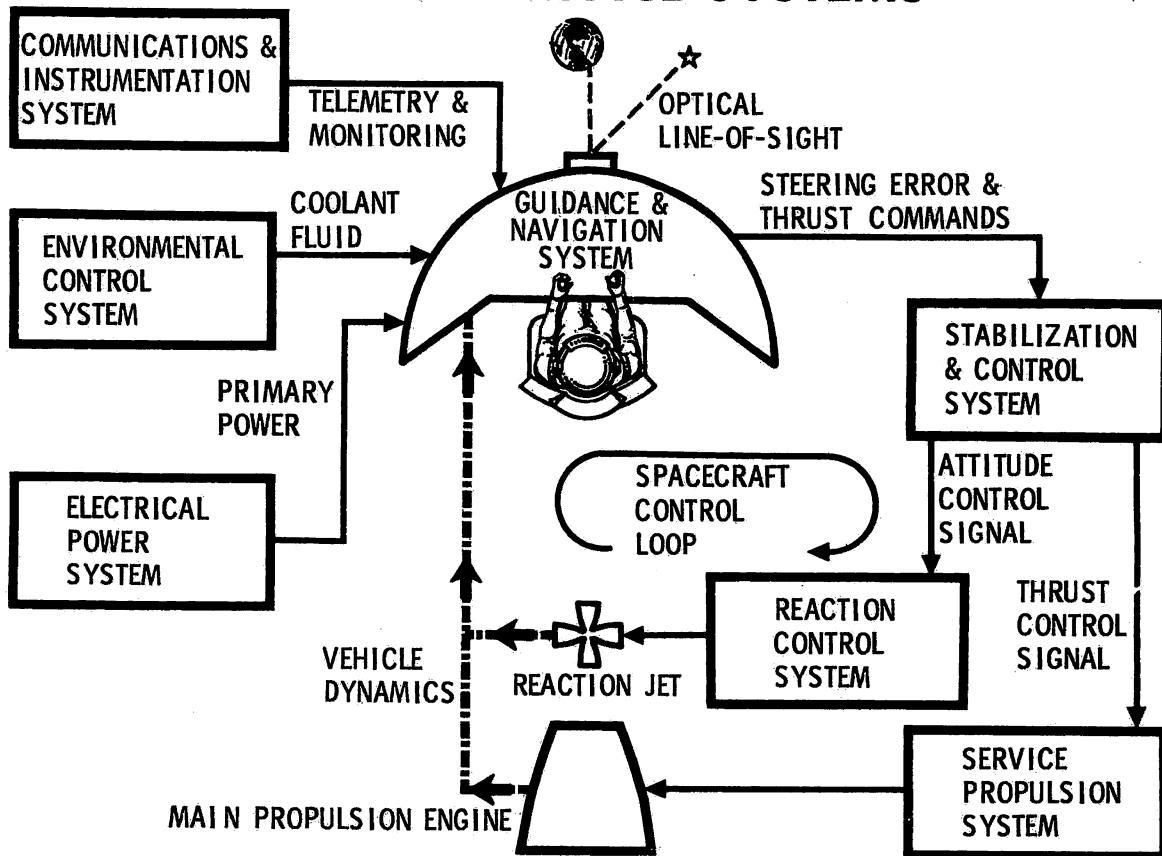 SYSTEMS
COMMUNICATIONS &
INSTRUMENTATION
SYSTEM
TELEMETRY &
MONITORING
OPTICAL
LINE-OF-SIGHT
STEERING ERROR &
THRUST COMMANDS
COOLANT
FLUID
GUIDANCE &
NAVIGATION
SYSTEM
ENVIRONMENTAL
CONTROL
SYSTEM
STABILIZATION
& CONTROL
SYSTEM
PRIMARY
POWER
ELECTRICAL
POWER
SYSTEM
SPACECRAFT
CONTROL
LOOP
ATTITUDE
CONTROL
SIGNAL
THRUST
CONTROL
SIGNAL
REACTION
CONTROL
SYSTEM
REACTION JET
VEHICLE
DYNAMICS
SERVICE
PROPULSION
SYSTEM
MAIN PROPULSION ENGINE